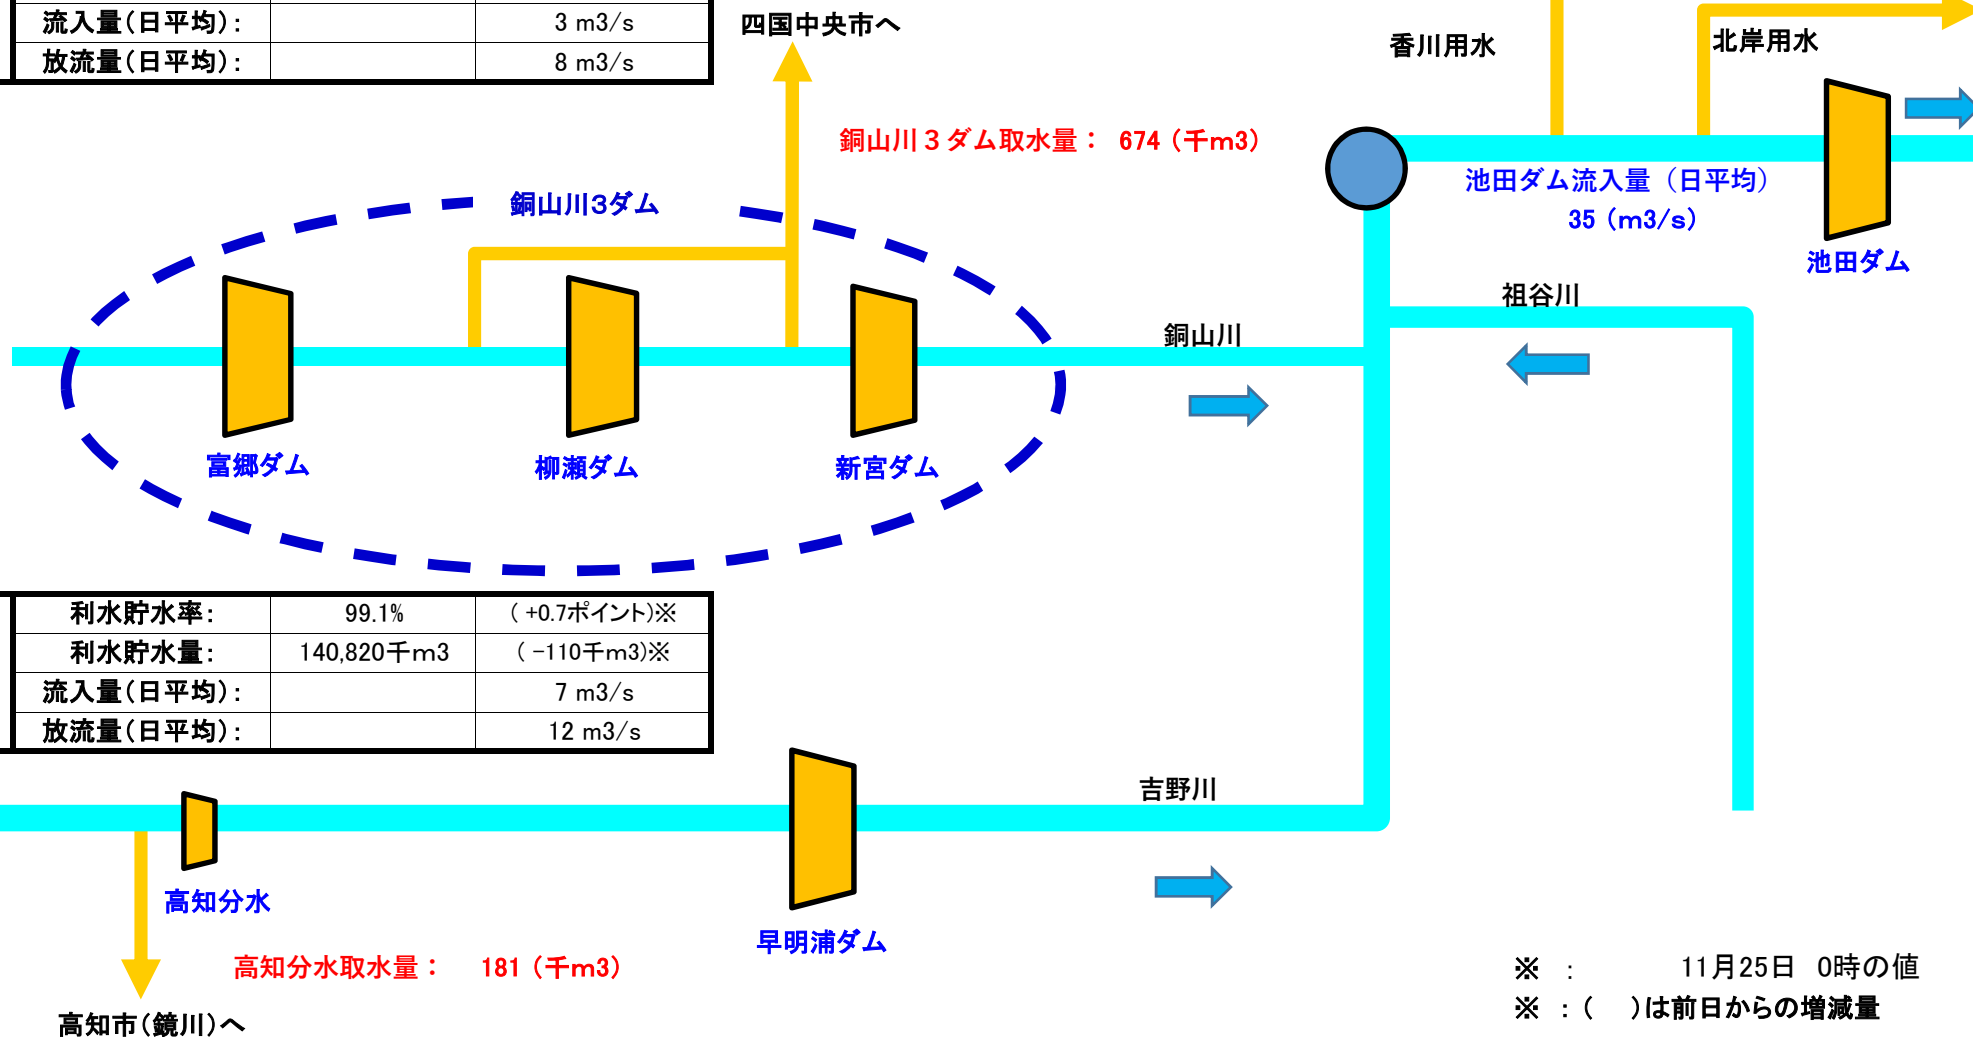 流入量(日平均): 3 m3/s
放流量(日平均): 8 m3/s
四国中央市へ
香川用水
北岸用水
銅山川３ダム取水量： 674 (千m3)
池田ダム流入量（日平均）
35 (m3/s)
池田ダム
銅山川3ダム
祖谷川
銅山川
富郷ダム
柳瀬ダム
新宮ダム
利水貯水率: 99.1% ( +0.7ポイント)※
利水貯水量: 140,820千m3 ( -110千m3)※
流入量(日平均): 7 m3/s
放流量(日平均): 12 m3/s
吉野川
高知分水
早明浦ダム
高知分水取水量： 181 (千m3)
高知市(鏡川)へ
※ : 11月25日 0時の値
※ :( )は前日からの増減量